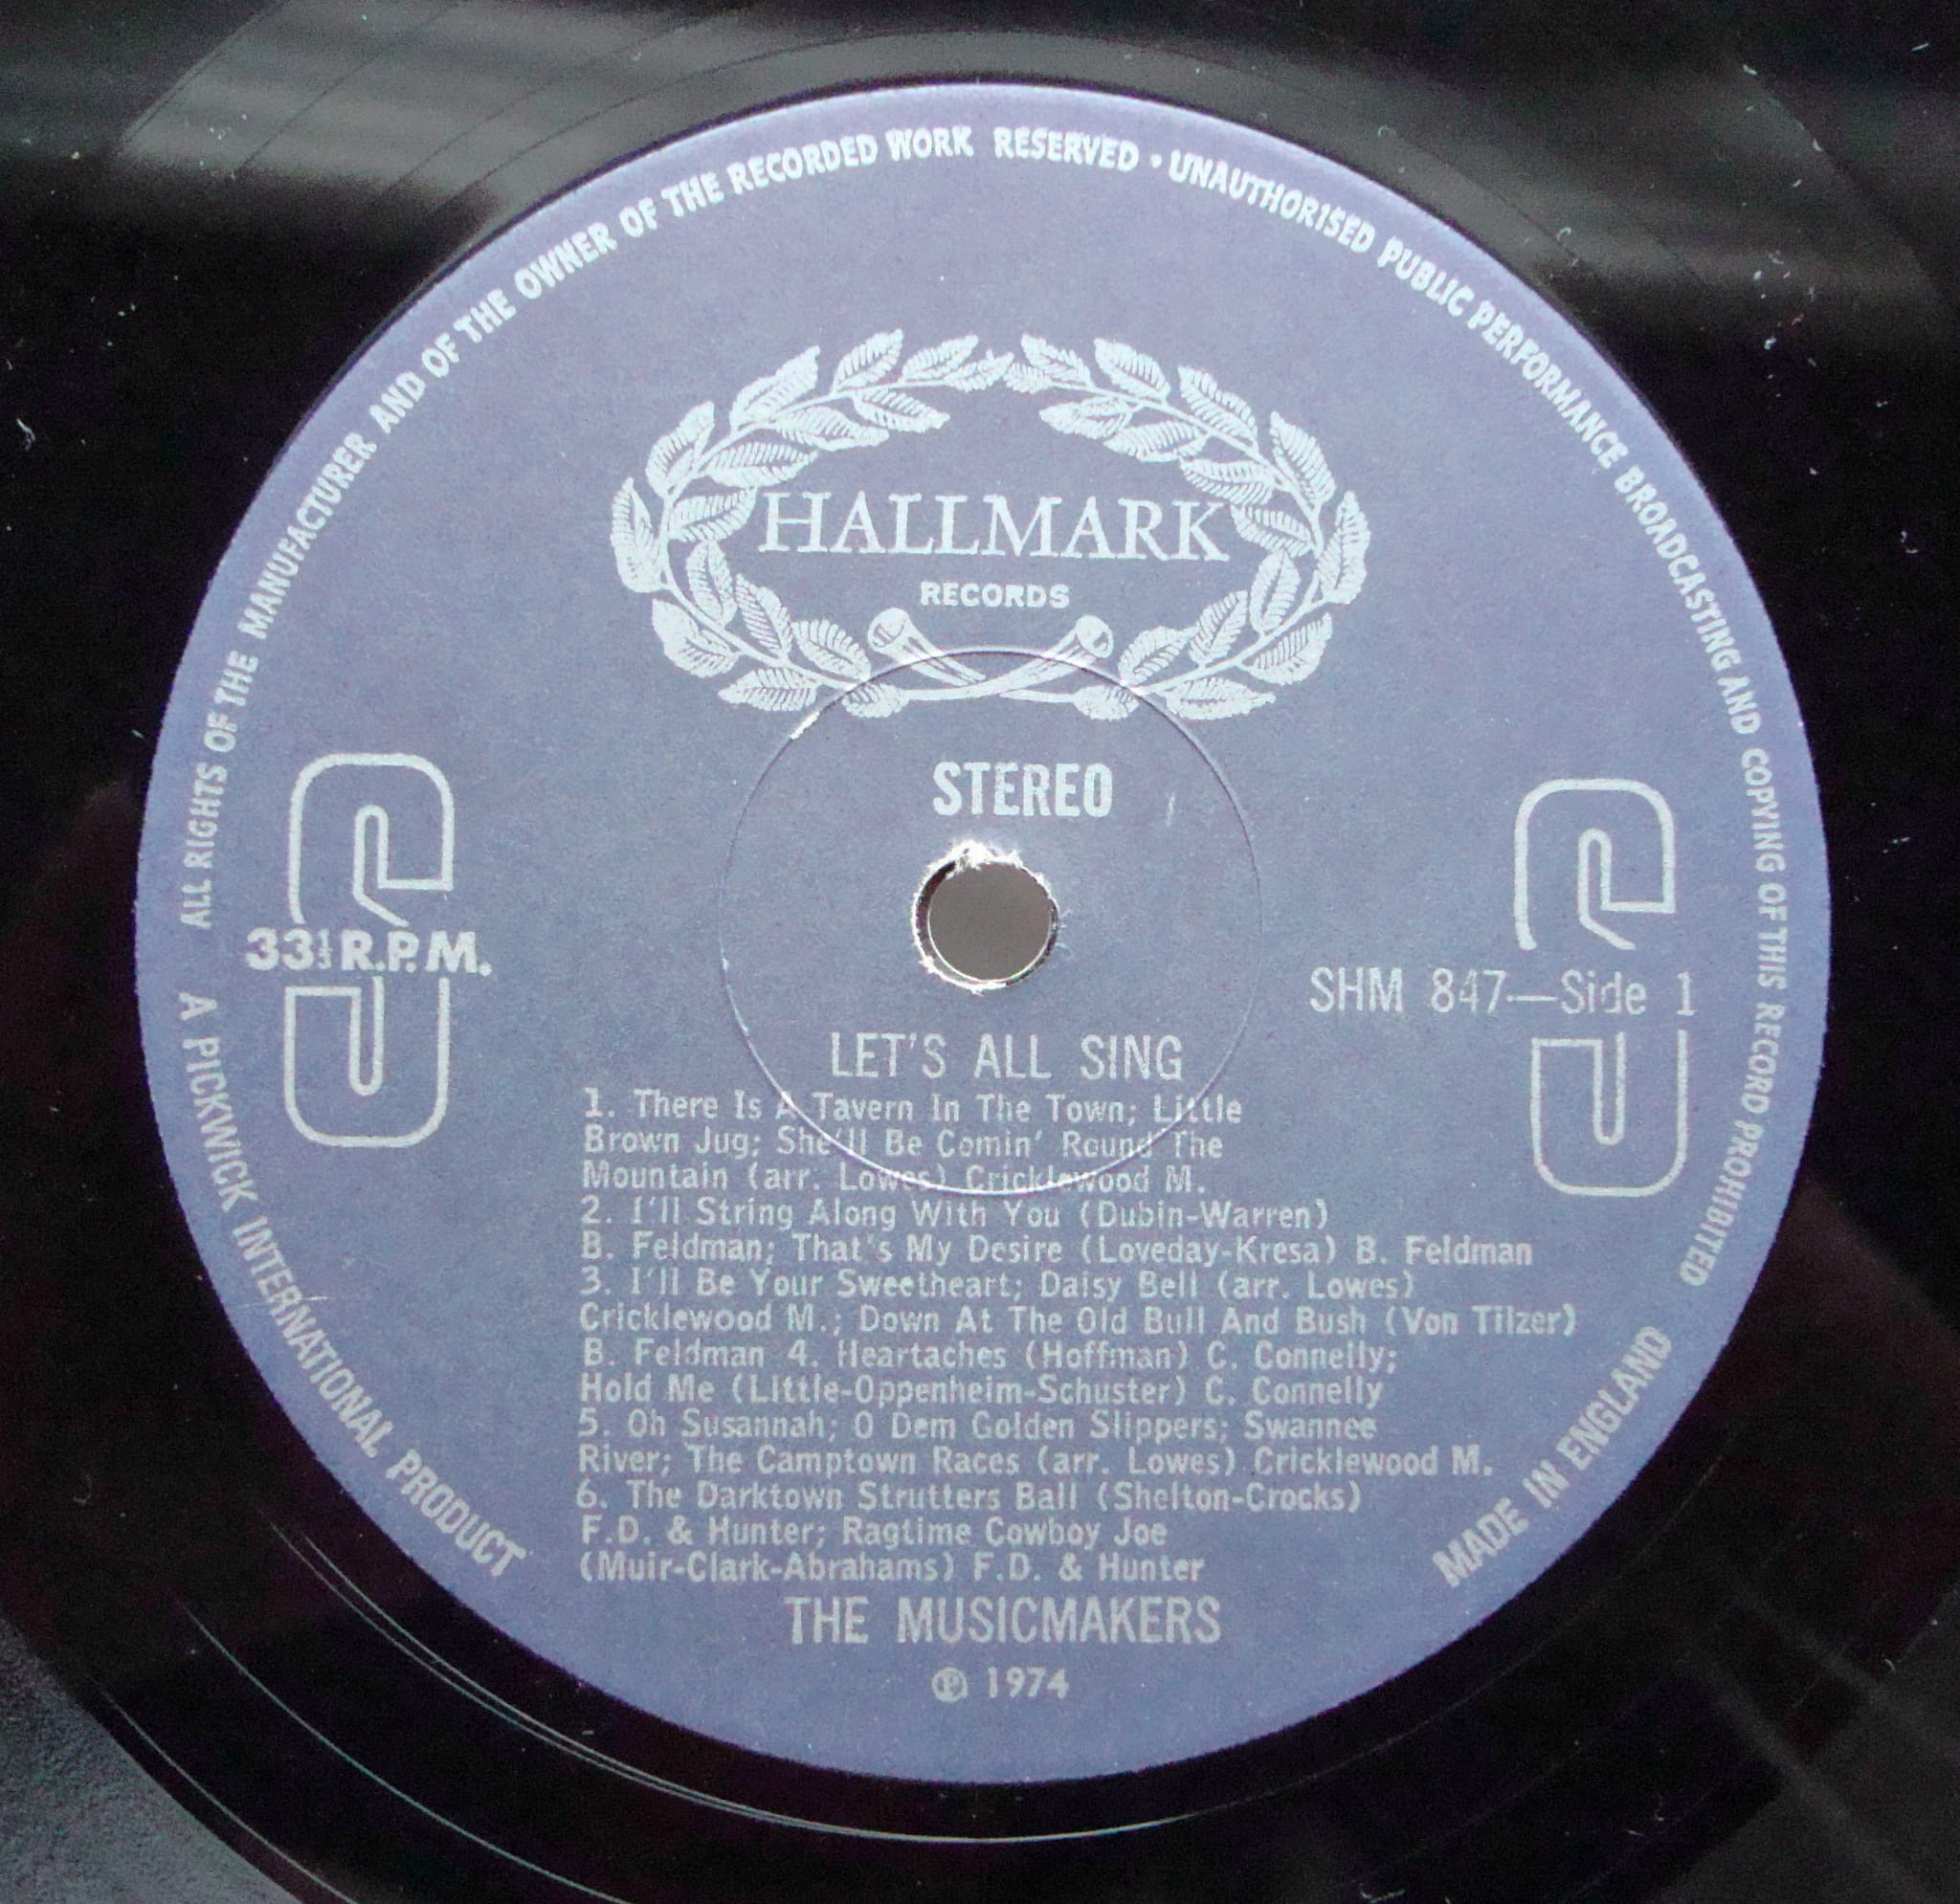 ALL RIGHTS OF THE MANUFACTURER AND OF THE OWNER OF THE RECORDED WORK RESERVED • UNAUTHORISED PUBLIC PERFORMANCE BROADCASTING AND COPYING OF THIS RECORD PROHIBITED
HALLMARK
RECORDS
STEREO
33⅓ R.P.M.
SHM 847—Side 1
LET'S ALL SING
1. There Is A Tavern In The Town; Little
Brown Jug; She'll Be Comin' Round The
Mountain (arr. Lowes) Cricklewood M.
2. I'll String Along With You (Dubin-Warren)
B. Feldman; That's My Desire (Loveday-Kresa) B. Feldman
3. I'll Be Your Sweetheart; Daisy Bell (arr. Lowes)
Cricklewood M.; Down At The Old Bull And Bush (Von Tilzer)
B. Feldman 4. Heartaches (Hoffman) C. Connelly;
Hold Me (Little-Oppenheim-Schuster) C. Connelly
5. Oh Susannah; O Dem Golden Slippers; Swannee
River; The Camptown Races (arr. Lowes) Cricklewood M.
6. The Darktown Strutters Ball (Shelton-Crocks)
F.D. & Hunter; Ragtime Cowboy Joe
(Muir-Clark-Abrahams) F.D. & Hunter
THE MUSICMAKERS
℗ 1974
A PICKWICK INTERNATIONAL PRODUCT
MADE IN ENGLAND